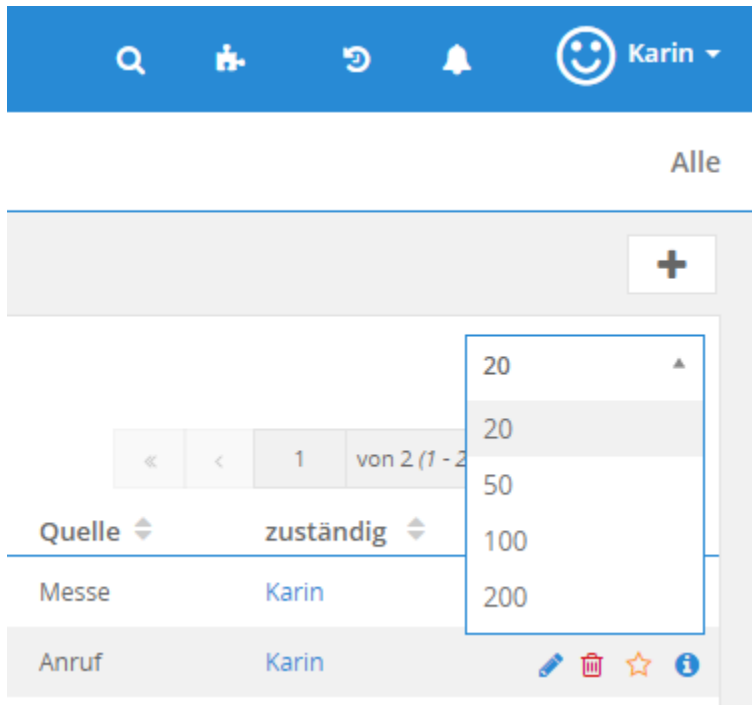 Karin
Alle
20
20
50
100
200
« < 1 von 2 (1 - 2
Quelle zuständig
Messe Karin
Anruf Karin